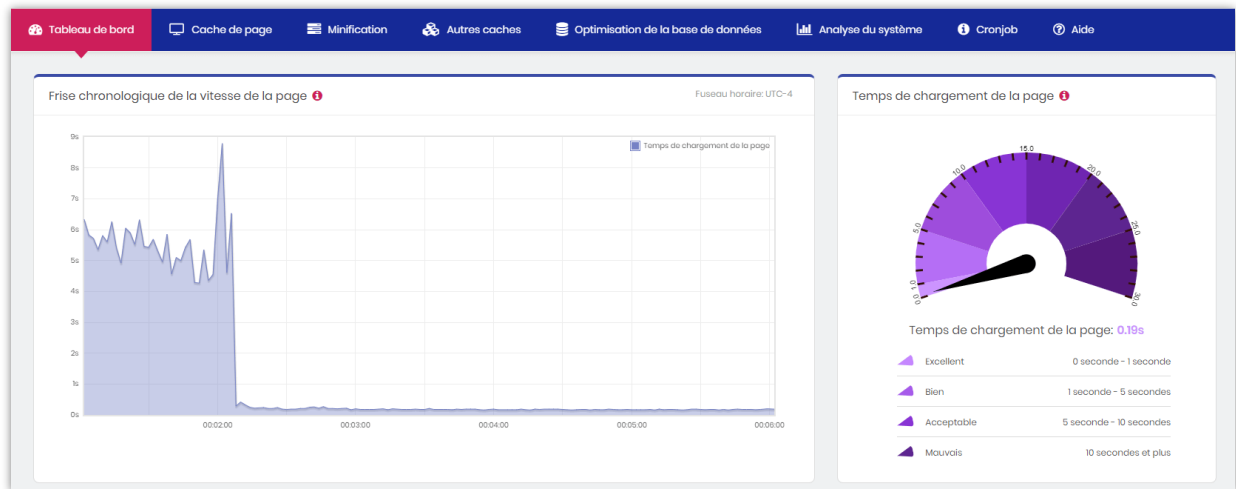 Tableau de bord Cache de page Minification Autres caches Optimisation de la base de données Analyse du système Cronjob Aide
Frise chronologique de la vitesse de la page
Fuseau horaire: UTC-4
Temps de chargement de la page
9s
8s
7s
6s
5s
4s
3s
2s
1s
0s
00:02:00 00:03:00 00:04:00 00:05:00 00:06:00
0.0
1.0
5.0
10.0
15.0
20.0
25.0
30.0
Temps de chargement de la page: 0.19s
Excellent 0 seconde - 1 seconde
Bien 1 seconde - 5 secondes
Acceptable 5 seconde - 10 secondes
Mauvais 10 secondes et plus
Temps de chargement de la page